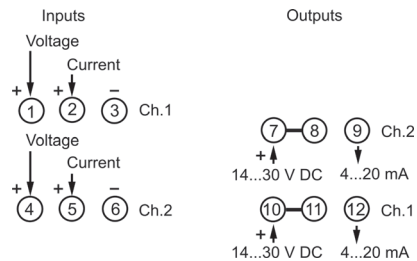 Inputs
Voltage
Current
+ + –
1 2 3 Ch.1
Voltage
Current
+ + –
4 5 6 Ch.2
Outputs
7 8 9 Ch.2
+
14...30 V DC 4...20 mA
10 11 12 Ch.1
+
14...30 V DC 4...20 mA